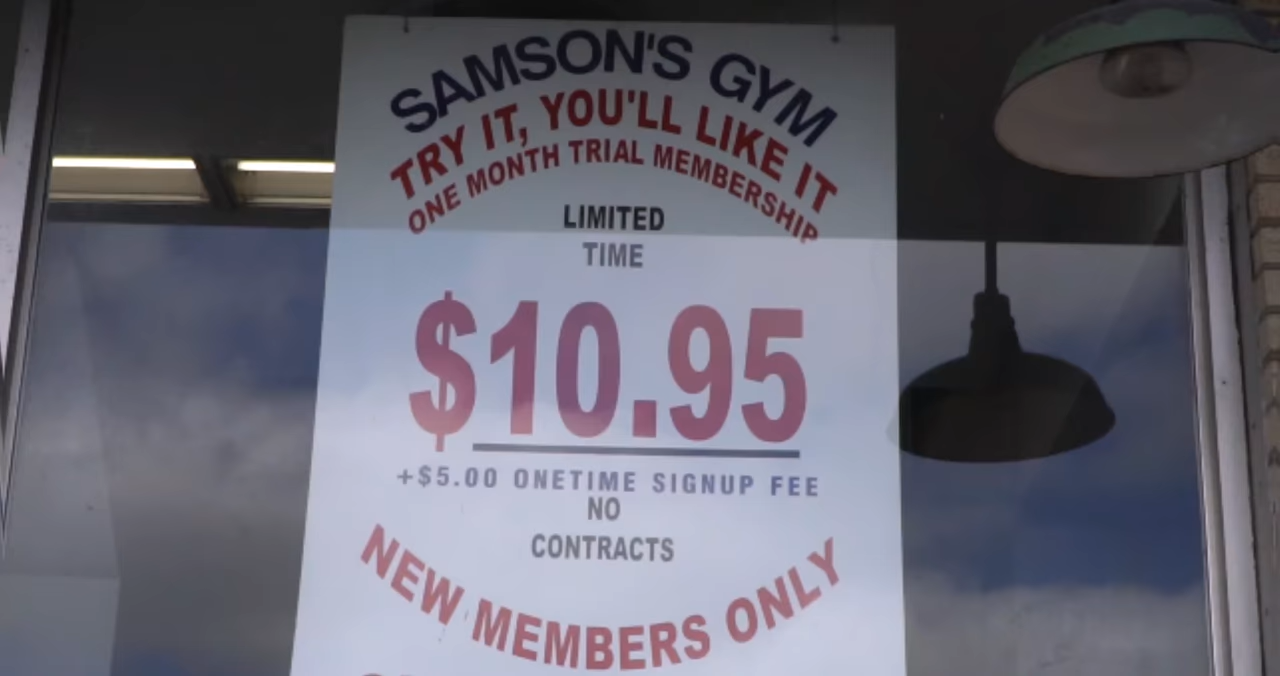 SAMSON'S GYM
TRY IT, YOU'LL LIKE IT
ONE MONTH TRIAL MEMBERSHIP
LIMITED
TIME
$10.95
+$5.00 ONETIME SIGNUP FEE
NO
CONTRACTS
NEW MEMBERS ONLY